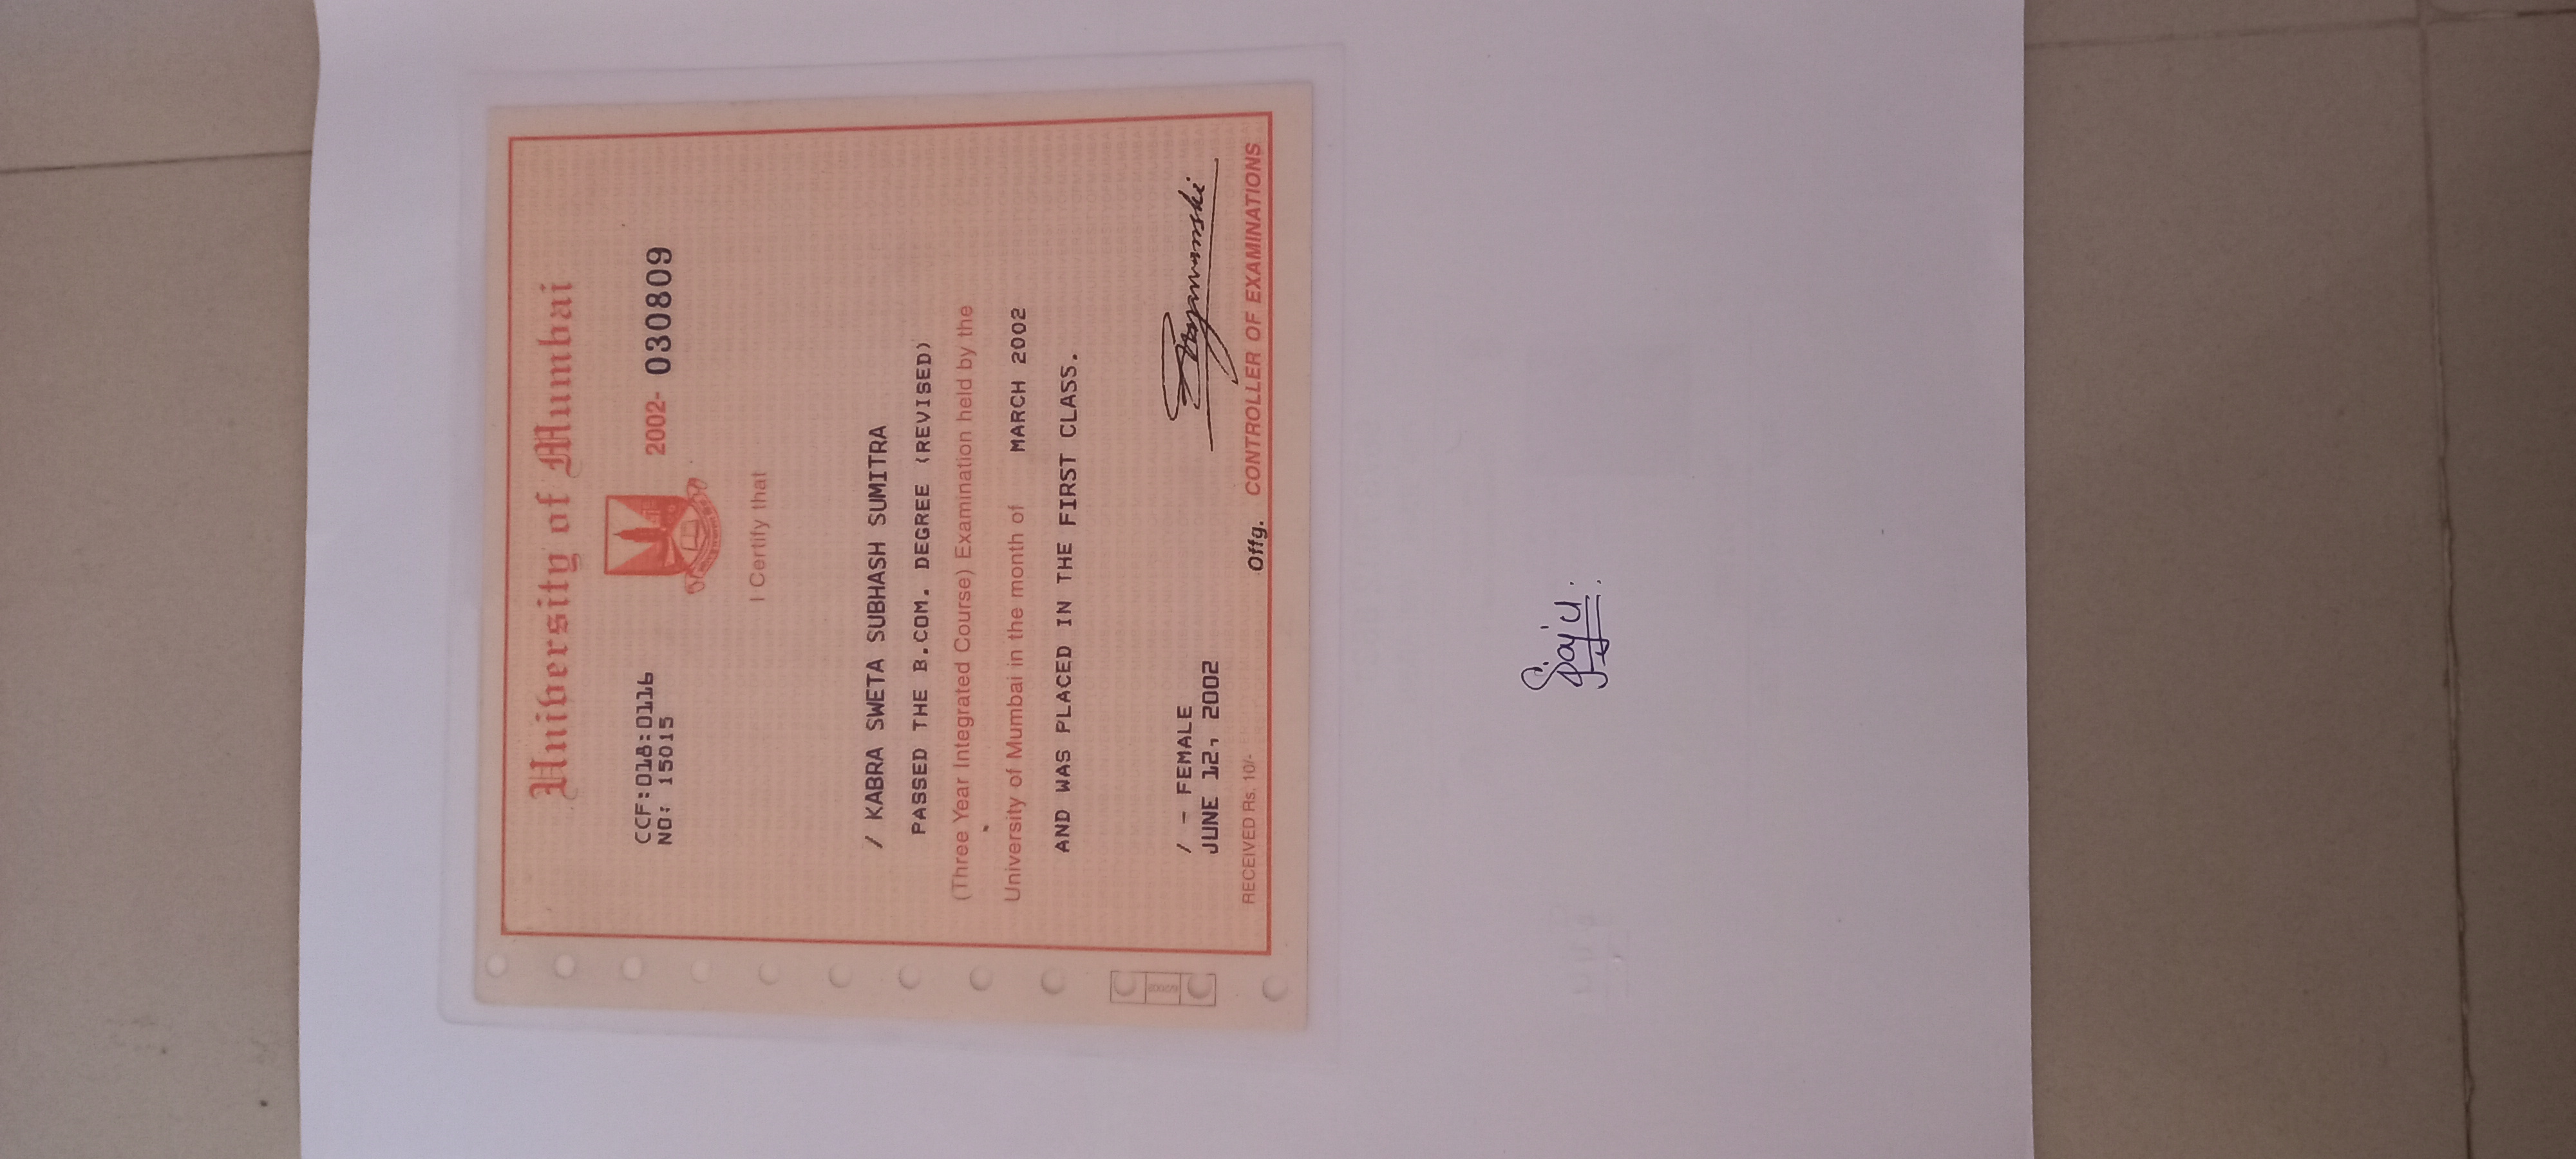 University of Mumbai
CCF:018:0116
NO: 15015
2002- 030809
I Certify that
/ KABRA SWETA SUBHASH SUMITRA
PASSED THE B.COM. DEGREE (REVISED)
(Three Year Integrated Course) Examination held by the
University of Mumbai in the month of MARCH 2002
AND WAS PLACED IN THE FIRST CLASS.
/ - FEMALE
JUNE 12, 2002
RECEIVED Rs. 10/-
Offg. CONTROLLER OF EXAMINATIONS